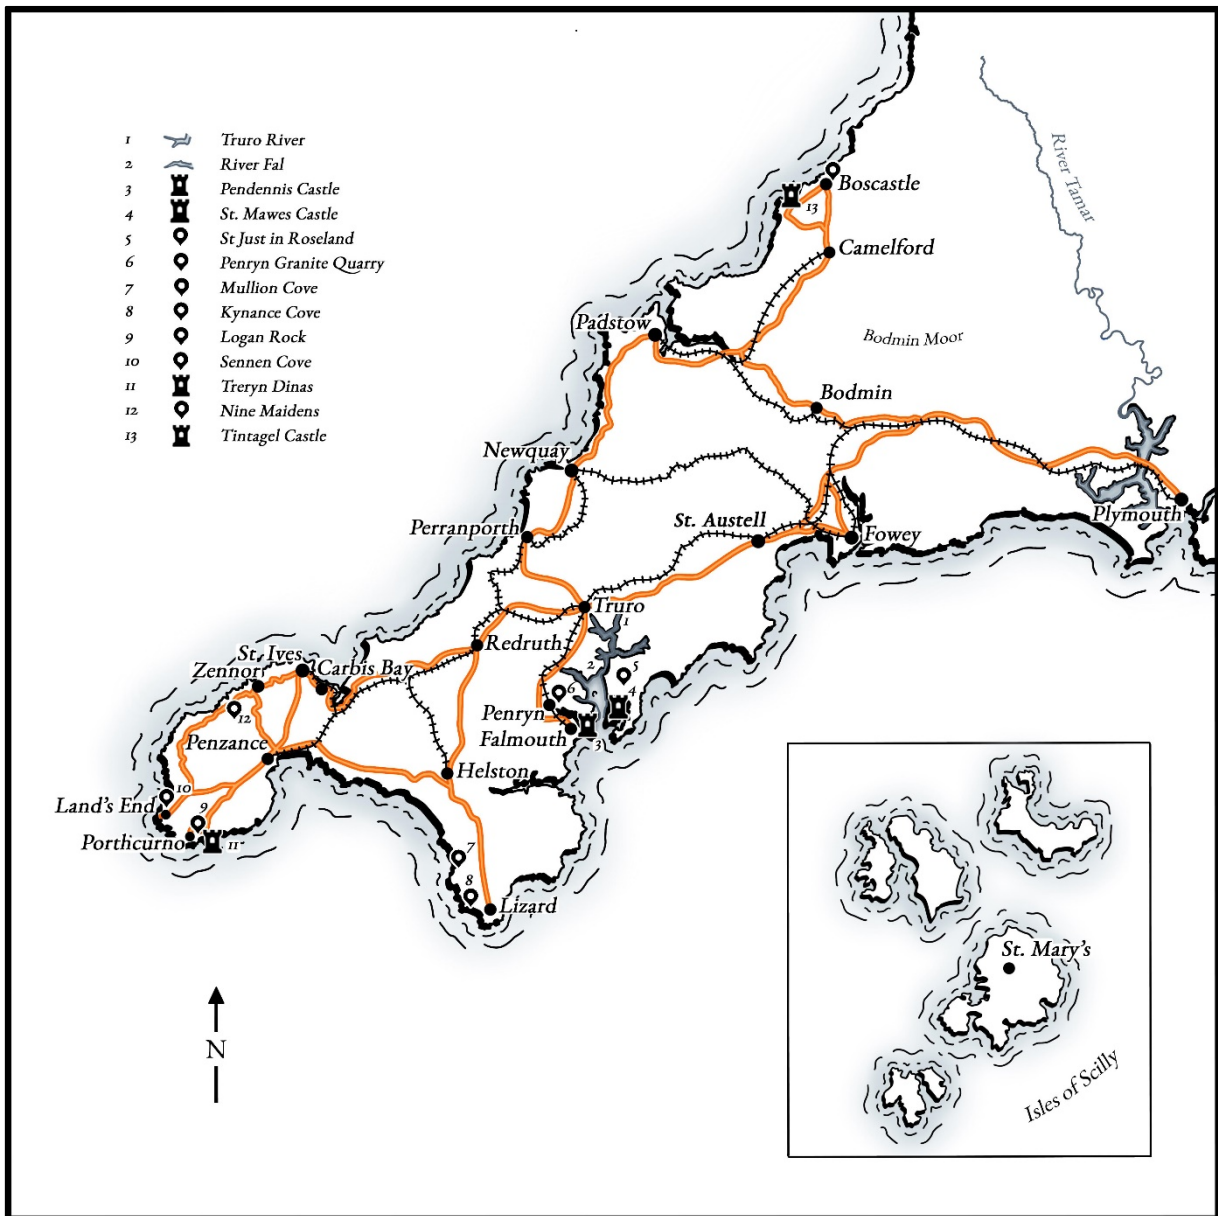 1 Truro River
2 River Fal
3 Pendennis Castle
4 St. Mawes Castle
5 St Just in Roseland
6 Penryn Granite Quarry
7 Mullion Cove
8 Kynance Cove
9 Logan Rock
10 Sennen Cove
11 Treryn Dinas
12 Nine Maidens
13 Tintagel Castle
River Tamar
Boscastle
13
Camelford
Padstow
Bodmin Moor
Bodmin
Newquay
Plymouth
Perranporth
St. Austell
Fowey
Truro
1
Redruth
St. Ives
Zennor
Carbis Bay
2
5
6
4
12
Penryn
Falmouth
3
Penzance
Helston
10
Land's End
9
Porthcurno
11
7
8
Lizard
St. Mary's
Isles of Scilly
N